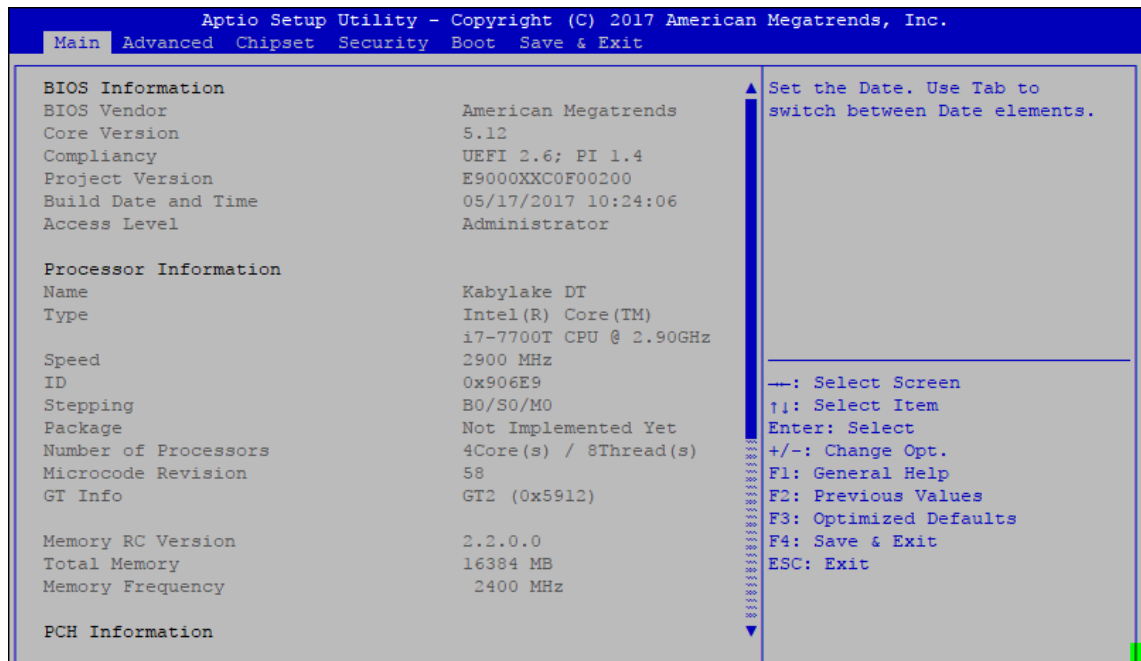 Aptio Setup Utility – Copyright (C) 2017 American Megatrends, Inc.
Main Advanced Chipset Security Boot Save & Exit
BIOS Information
BIOS Vendor American Megatrends
Core Version 5.12
Compliancy UEFI 2.6; PI 1.4
Project Version E9000XXC0F00200
Build Date and Time 05/17/2017 10:24:06
Access Level Administrator
Processor Information
Name Kabylake DT
Type Intel(R) Core(TM)
i7-7700T CPU @ 2.90GHz
Speed 2900 MHz
ID 0x906E9
Stepping B0/S0/M0
Package Not Implemented Yet
Number of Processors 4Core(s) / 8Thread(s)
Microcode Revision 58
GT Info GT2 (0x5912)
Memory RC Version 2.2.0.0
Total Memory 16384 MB
Memory Frequency 2400 MHz
PCH Information
Set the Date. Use Tab to
switch between Date elements.
→←: Select Screen
↑↓: Select Item
Enter: Select
+/-: Change Opt.
F1: General Help
F2: Previous Values
F3: Optimized Defaults
F4: Save & Exit
ESC: Exit